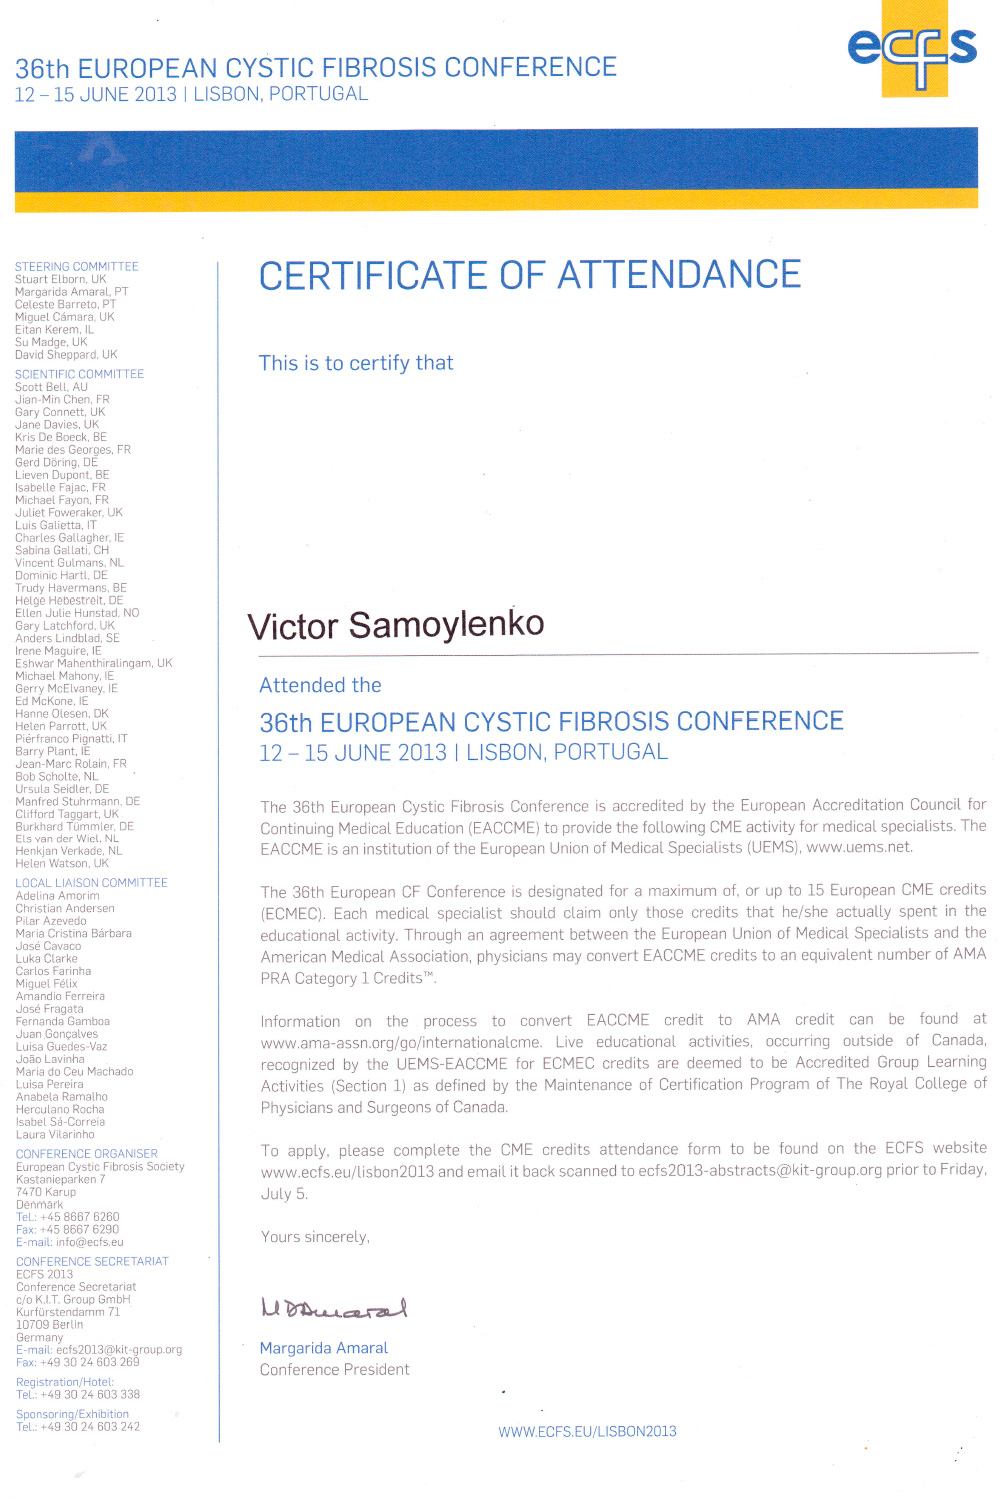 ecfs
36th EUROPEAN CYSTIC FIBROSIS CONFERENCE
12 – 15 JUNE 2013 | LISBON, PORTUGAL
STEERING COMMITTEE
Stuart Elborn, UK
Margarida Amaral, PT
Celeste Barreto, PT
Miguel Cámara, UK
Eitan Kerem, IL
Su Madge, UK
David Sheppard, UK
SCIENTIFIC COMMITTEE
Scott Bell, AU
Jian-Min Chen, FR
Gary Connett, UK
Jane Davies, UK
Kris De Boeck, BE
Marie des Georges, FR
Gerd Döring, DE
Lieven Dupont, BE
Isabelle Fajac, FR
Michael Fayon, FR
Juliet Foweraker, UK
Luis Galietta, IT
Charles Gallagher, IE
Sabina Gallati, CH
Vincent Gulmans, NL
Dominic Hartl, DE
Trudy Havermans, BE
Helge Hebestreit, DE
Ellen Julie Hunstad, NO
Gary Latchford, UK
Anders Lindblad, SE
Irene Maguire, IE
Eshwar Mahenthiralingam, UK
Michael Mahony, IE
Gerry McElvaney, IE
Ed McKone, IE
Hanne Olesen, DK
Helen Parrott, UK
Pierfranco Pignatti, IT
Barry Plant, IE
Jean-Marc Rolain, FR
Bob Scholte, NL
Ursula Seidler, DE
Manfred Stuhrmann, DE
Clifford Taggart, UK
Burkhard Tümmler, DE
Els van der Wiel, NL
Henkjan Verkade, NL
Helen Watson, UK
LOCAL LIAISON COMMITTEE
Adelina Amorim
Christian Andersen
Pilar Azevedo
Maria Cristina Bárbara
José Cavaco
Luka Clarke
Carlos Farinha
Miguel Félix
Amandio Ferreira
José Fragata
Fernanda Gamboa
Juan Gonçalves
Luisa Guedes-Vaz
João Lavinha
Maria do Ceu Machado
Luisa Pereira
Anabela Ramalho
Herculano Rocha
Isabel Sá-Correia
Laura Vilarinho
CONFERENCE ORGANISER
European Cystic Fibrosis Society
Kastanieparken 7
7470 Karup
Denmark
Tel.: +45 8667 6260
Fax: +45 8667 6290
E-mail: info@ecfs.eu
CONFERENCE SECRETARIAT
ECFS 2013
Conference Secretariat
c/o K.I.T. Group GmbH
Kurfürstendamm 71
10709 Berlin
Germany
E-mail: ecfs2013@kit-group.org
Fax: +49 30 24 603 269
Registration/Hotel:
Tel.: +49 30 24 603 338
Sponsoring/Exhibition
Tel.: +49 30 24 603 242
CERTIFICATE OF ATTENDANCE
This is to certify that
Victor Samoylenko
Attended the
36th EUROPEAN CYSTIC FIBROSIS CONFERENCE
12 – 15 JUNE 2013 | LISBON, PORTUGAL
The 36th European Cystic Fibrosis Conference is accredited by the European Accreditation Council for
Continuing Medical Education (EACCME) to provide the following CME activity for medical specialists. The
EACCME is an institution of the European Union of Medical Specialists (UEMS), www.uems.net.
The 36th European CF Conference is designated for a maximum of, or up to 15 European CME credits
(ECMEC). Each medical specialist should claim only those credits that he/she actually spent in the
educational activity. Through an agreement between the European Union of Medical Specialists and the
American Medical Association, physicians may convert EACCME credits to an equivalent number of AMA
PRA Category 1 Credits™.
Information on the process to convert EACCME credit to AMA credit can be found at
www.ama-assn.org/go/internationalcme. Live educational activities, occurring outside of Canada,
recognized by the UEMS-EACCME for ECMEC credits are deemed to be Accredited Group Learning
Activities (Section 1) as defined by the Maintenance of Certification Program of The Royal College of
Physicians and Surgeons of Canada.
To apply, please complete the CME credits attendance form to be found on the ECFS website
www.ecfs.eu/lisbon2013 and email it back scanned to ecfs2013-abstracts@kit-group.org prior to Friday,
July 5.
Yours sincerely,
MDAmaral
Margarida Amaral
Conference President
WWW.ECFS.EU/LISBON2013